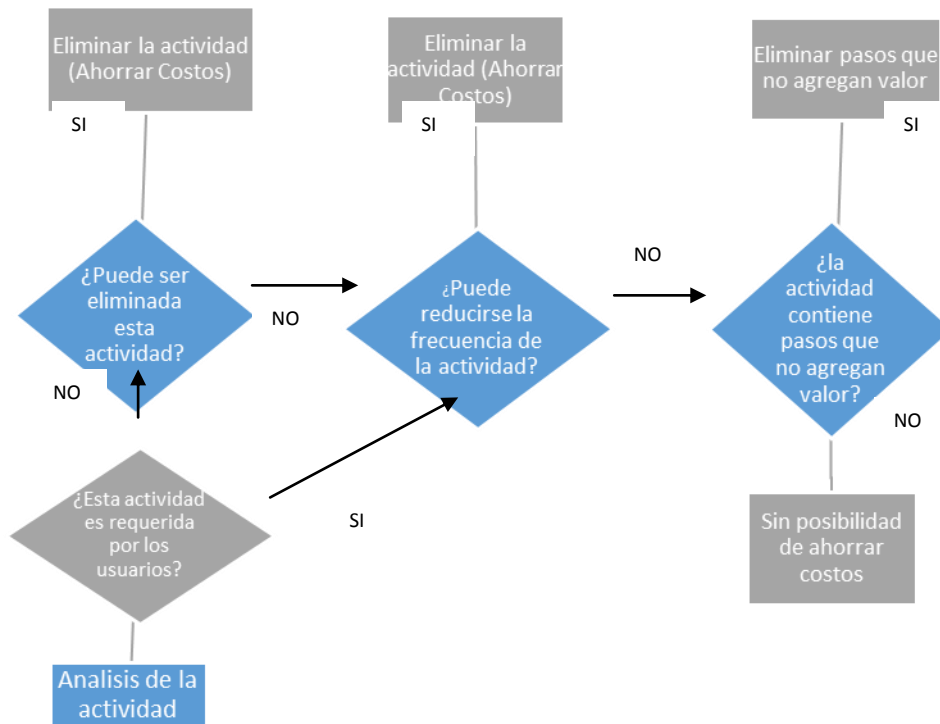 Eliminar la actividad
(Ahorrar Costos)
SI
Eliminar la
actividad (Ahorrar
Costos)
SI
Eliminar pasos que
no agregan valor
SI
¿Puede ser
eliminada
esta
actividad?
NO
NO
¿Puede
reducirse la
frecuencia de
la actividad?
NO
¿la
actividad
contiene
pasos que
no agregan
valor?
NO
¿Esta actividad
es requerida
por los
usuarios?
SI
Sin posibilidad
de ahorrar
costos
Analisis de la
actividad